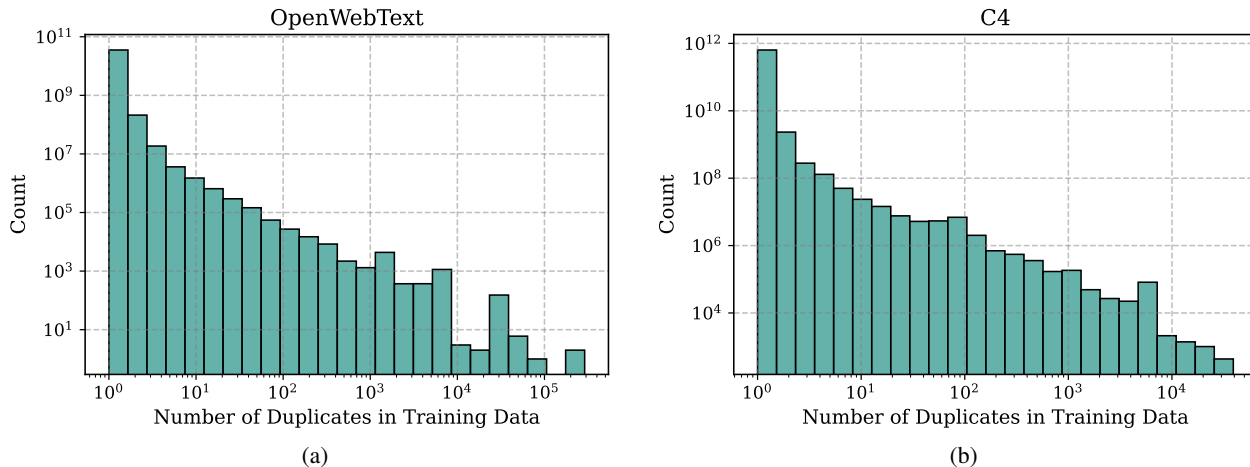 OpenWebText
10^11
10^9
10^7
10^5
10^3
10^1
Count
10^0 10^1 10^2 10^3 10^4 10^5
Number of Duplicates in Training Data
(a)
C4
10^12
10^10
10^8
10^6
10^4
Count
10^0 10^1 10^2 10^3 10^4
Number of Duplicates in Training Data
(b)